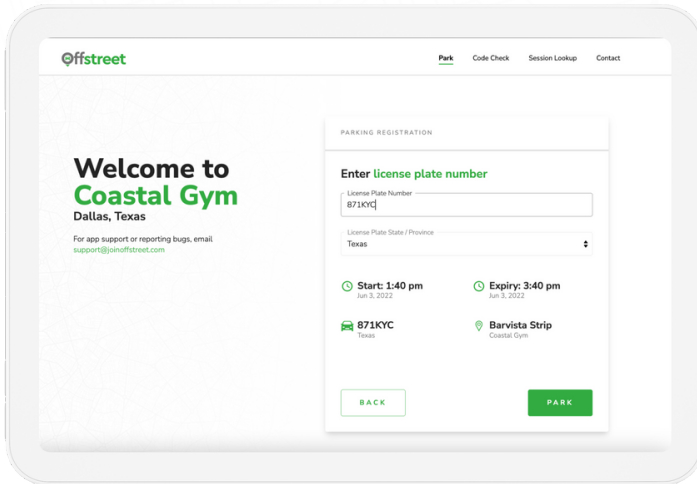 Offstreet
Park Code Check Session Lookup Contact
Welcome to
Coastal Gym
Dallas, Texas
For app support or reporting bugs, email
support@joinoffstreet.com
PARKING REGISTRATION
Enter license plate number
License Plate Number
871KYC
License Plate State / Province
Texas
Start: 1:40 pm
Jun 3, 2022
Expiry: 3:40 pm
Jun 3, 2022
871KYC
Texas
Barvista Strip
Coastal Gym
BACK
PARK